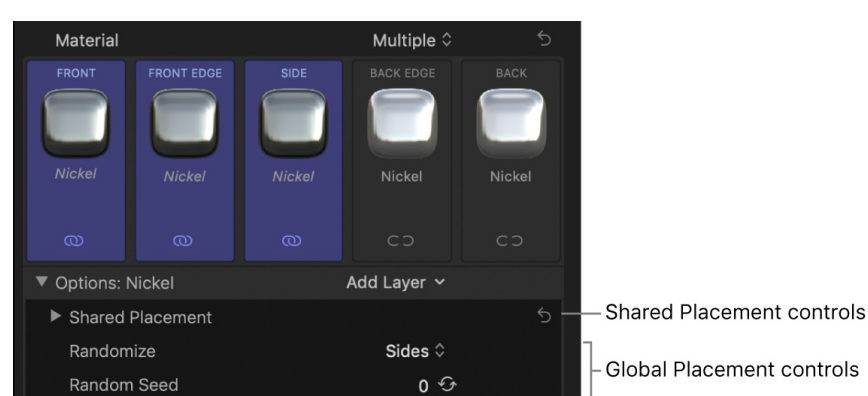 Material Multiple
FRONT FRONT EDGE SIDE BACK EDGE BACK
Nickel Nickel Nickel Nickel Nickel
Options: Nickel Add Layer
Shared Placement Shared Placement controls
Randomize Sides
Global Placement controls
Random Seed 0